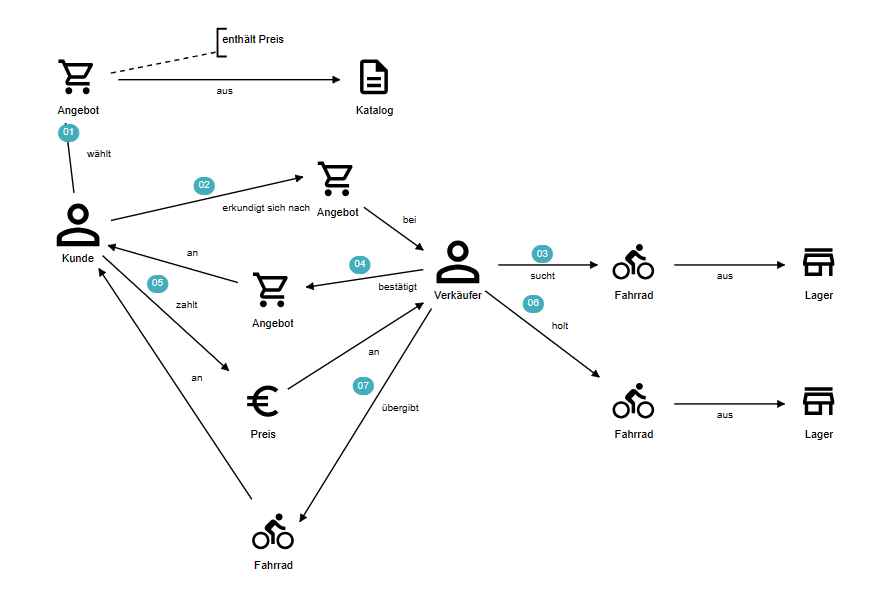 enthält Preis
aus
Angebot
Katalog
01
wählt
02
erkundigt sich nach
Angebot
bei
Kunde
an
04
bestätigt
Verkäufer
03
sucht
Fahrrad
aus
Lager
05
zahlt
Angebot
06
holt
an
an
07
übergibt
Preis
Fahrrad
aus
Lager
Fahrrad